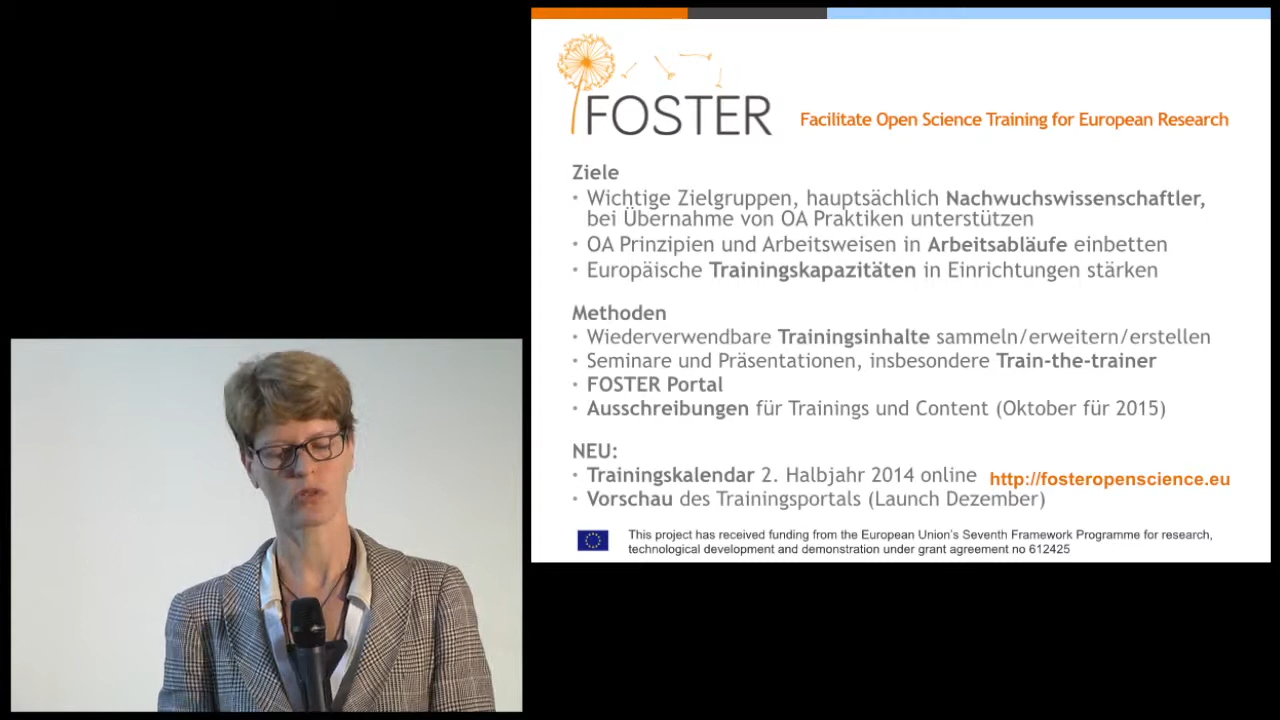 FOSTER
Facilitate Open Science Training for European Research
Ziele
• Wichtige Zielgruppen, hauptsächlich Nachwuchswissenschaftler,
bei Übernahme von OA Praktiken unterstützen
• OA Prinzipien und Arbeitsweisen in Arbeitsabläufe einbetten
• Europäische Trainingskapazitäten in Einrichtungen stärken
Methoden
• Wiederverwendbare Trainingsinhalte sammeln/erweitern/erstellen
• Seminare und Präsentationen, insbesondere Train-the-trainer
• FOSTER Portal
• Ausschreibungen für Trainings und Content (Oktober für 2015)
NEU:
• Trainingskalendar 2. Halbjahr 2014 online http://fosteropenscience.eu
• Vorschau des Trainingsportals (Launch Dezember)
This project has received funding from the European Union's Seventh Framework Programme for research,
technological development and demonstration under grant agreement no 612425